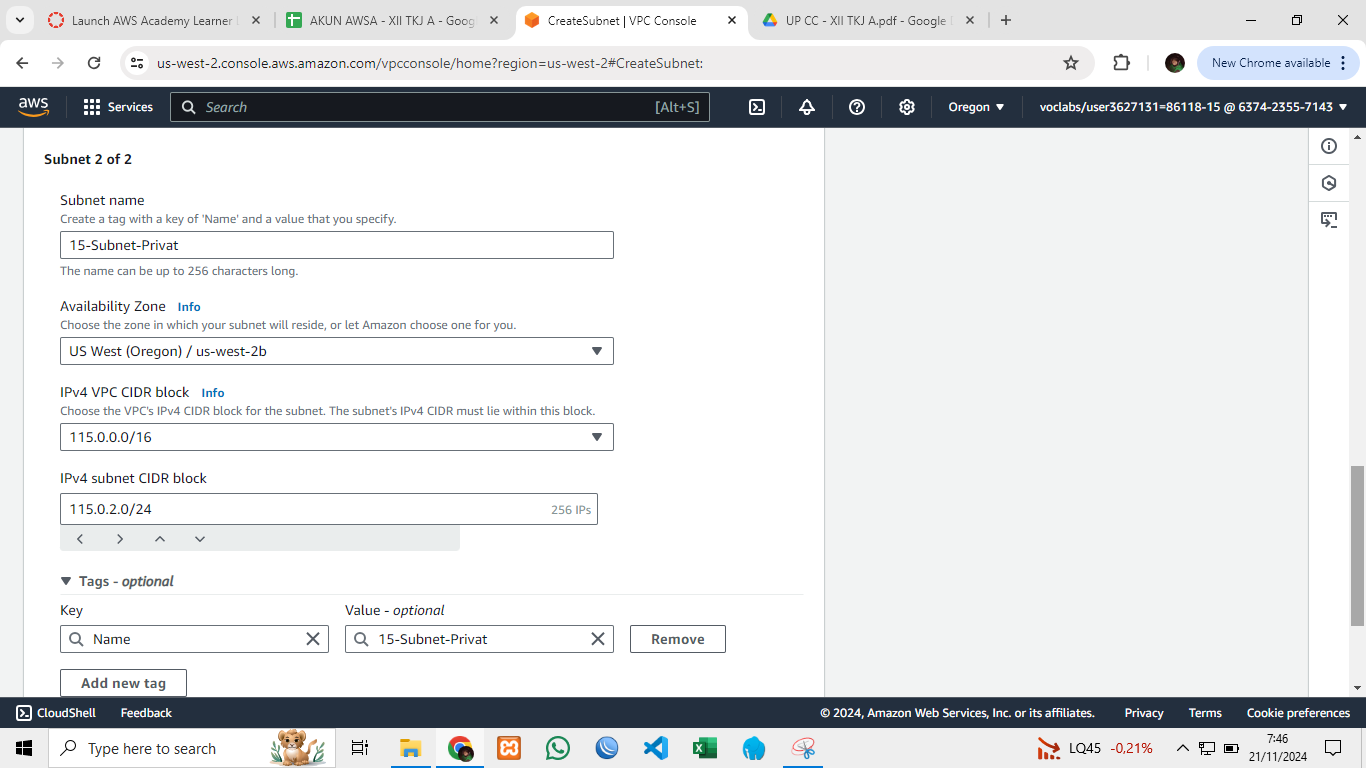 Launch AWS Academy Learner L
AKUN AWSA - XII TKJ A - Goog
CreateSubnet | VPC Console
UP CC - XII TKJ A.pdf - Google D
us-west-2.console.aws.amazon.com/vpcconsole/home?region=us-west-2#CreateSubnet:
New Chrome available
aws
Services
Search
[Alt+S]
Oregon
voclabs/user3627131=86118-15 @ 6374-2355-7143
Subnet 2 of 2
Subnet name
Create a tag with a key of 'Name' and a value that you specify.
15-Subnet-Privat
The name can be up to 256 characters long.
Availability Zone Info
Choose the zone in which your subnet will reside, or let Amazon choose one for you.
US West (Oregon) / us-west-2b
IPv4 VPC CIDR block Info
Choose the VPC's IPv4 CIDR block for the subnet. The subnet's IPv4 CIDR must lie within this block.
115.0.0.0/16
IPv4 subnet CIDR block
115.0.2.0/24
256 IPs
Tags - optional
Key
Value - optional
Name
15-Subnet-Privat
Remove
Add new tag
CloudShell
Feedback
© 2024, Amazon Web Services, Inc. or its affiliates.
Privacy
Terms
Cookie preferences
Type here to search
LQ45 -0,21%
7:46
21/11/2024